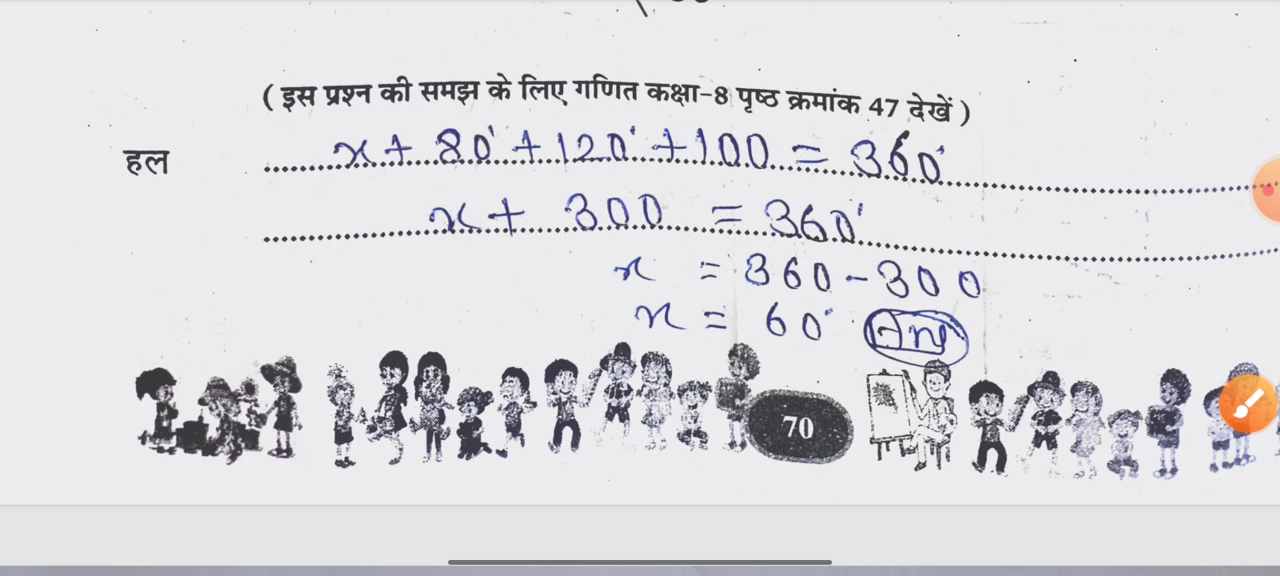 ( इस प्रश्न की समझ के लिए गणित कक्षा-8 पृष्ठ क्रमांक 47 देखें )
हल x + 80° + 120° + 100 = 360°
x + 300 = 360°
x = 360 - 300
x = 60° Ans
70